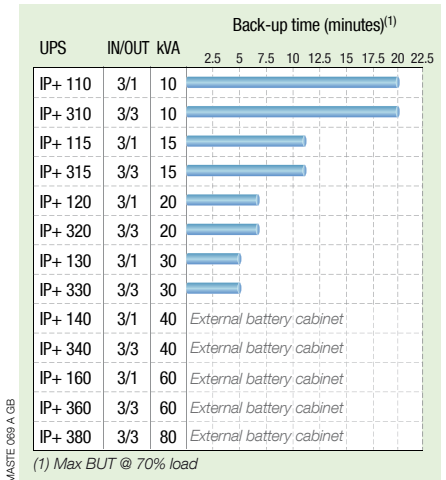 Back-up time (minutes)(1)
UPS IN/OUT kVA
2.5 5 7.5 10 12.5 15 17.5 20 22.5
IP+ 110 3/1 10
IP+ 310 3/3 10
IP+ 115 3/1 15
IP+ 315 3/3 15
IP+ 120 3/1 20
IP+ 320 3/3 20
IP+ 130 3/1 30
IP+ 330 3/3 30
IP+ 140 3/1 40 External battery cabinet
IP+ 340 3/3 40 External battery cabinet
IP+ 160 3/1 60 External battery cabinet
IP+ 360 3/3 60 External battery cabinet
IP+ 380 3/3 80 External battery cabinet
(1) Max BUT @ 70% load
MASTE 069 A GB